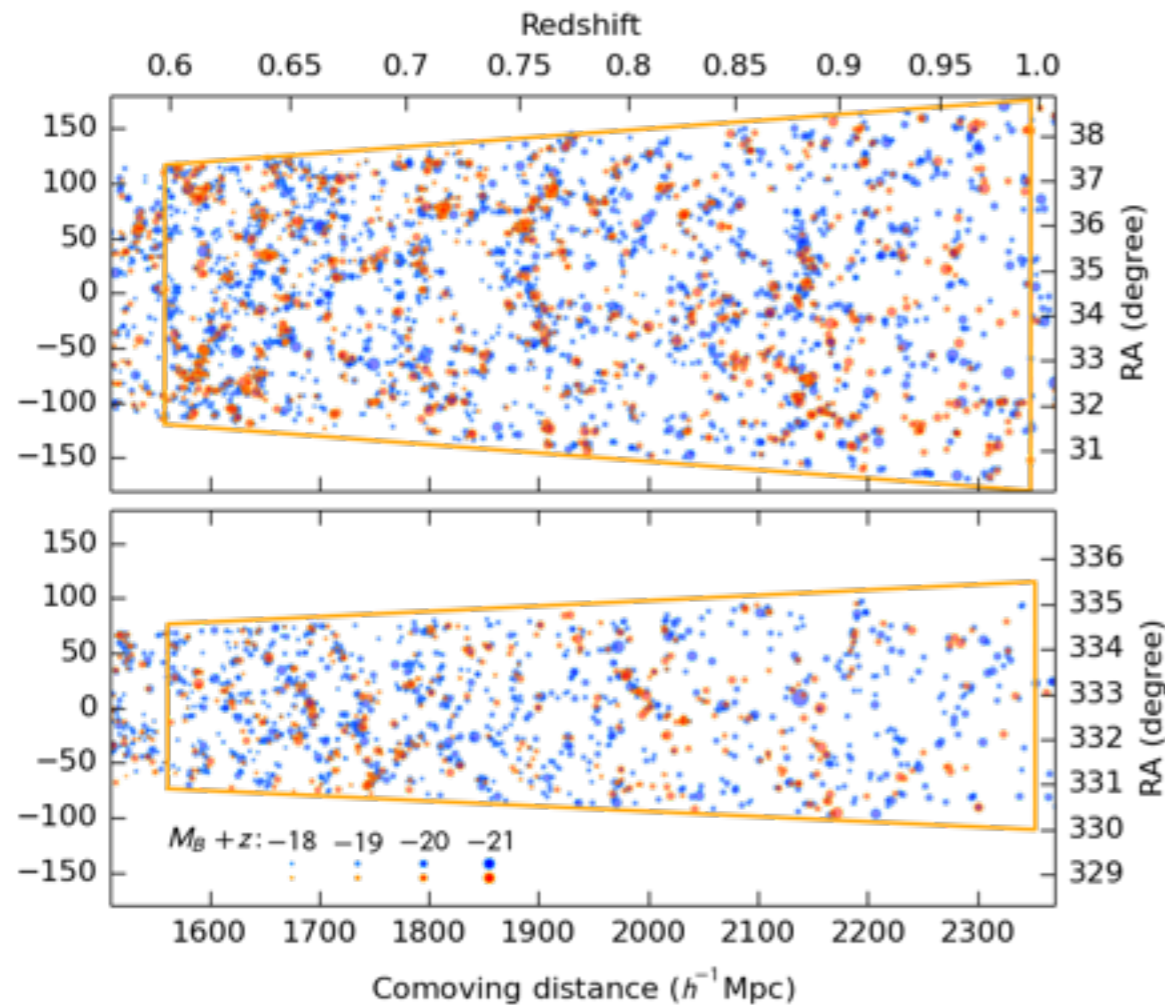 Redshift
0.6 0.65 0.7 0.75 0.8 0.85 0.9 0.95 1.0
150 38
100 37
50 36
0 35
−50 34
−100 33
−150 32
31
RA (degree)
150 336
100 335
50 334
0 333
−50 332
−100 331
−150 330
329
RA (degree)
M_B + z: −18 −19 −20 −21
1600 1700 1800 1900 2000 2100 2200 2300
Comoving distance (h⁻¹Mpc)